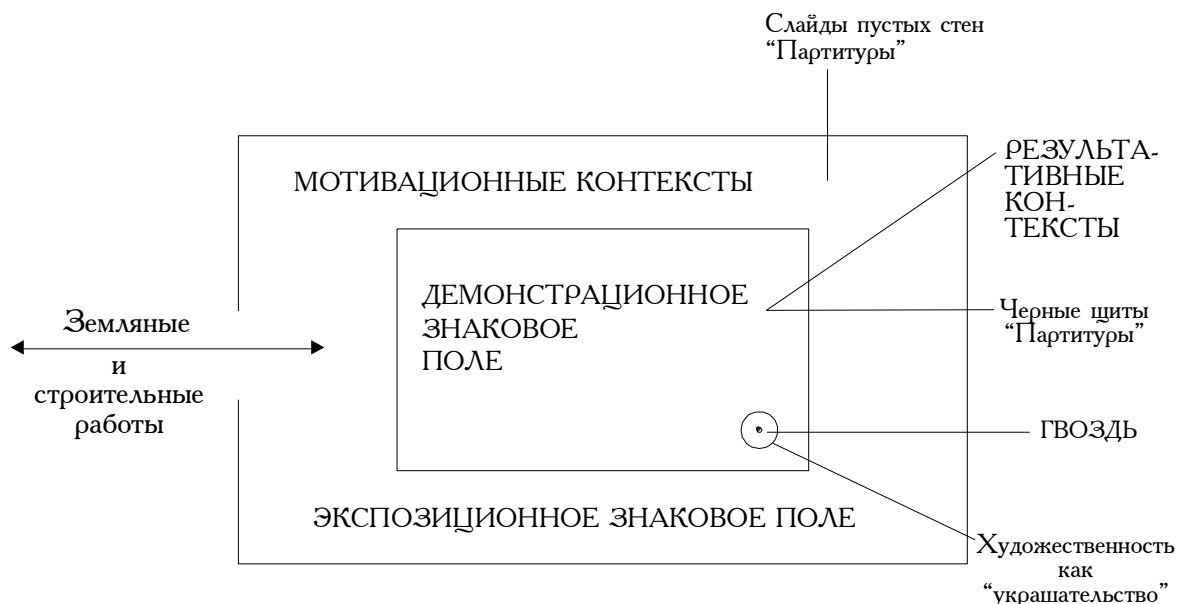 Слайды пустых стен
“Партитуры”
МОТИВАЦИОННЫЕ КОНТЕКСТЫ
РЕЗУЛЬТА-
ТИВНЫЕ
КОН-
ТЕКСТЫ
ДЕМОНСТРАЦИОННОЕ
ЗНАКОВОЕ
ПОЛЕ
Земляные
и
строительные
работы
Черные щиты
“Партитуры”
ГВОЗДЬ
ЭКСПОЗИЦИОННОЕ ЗНАКОВОЕ ПОЛЕ
Художественность
как
“украшательство”